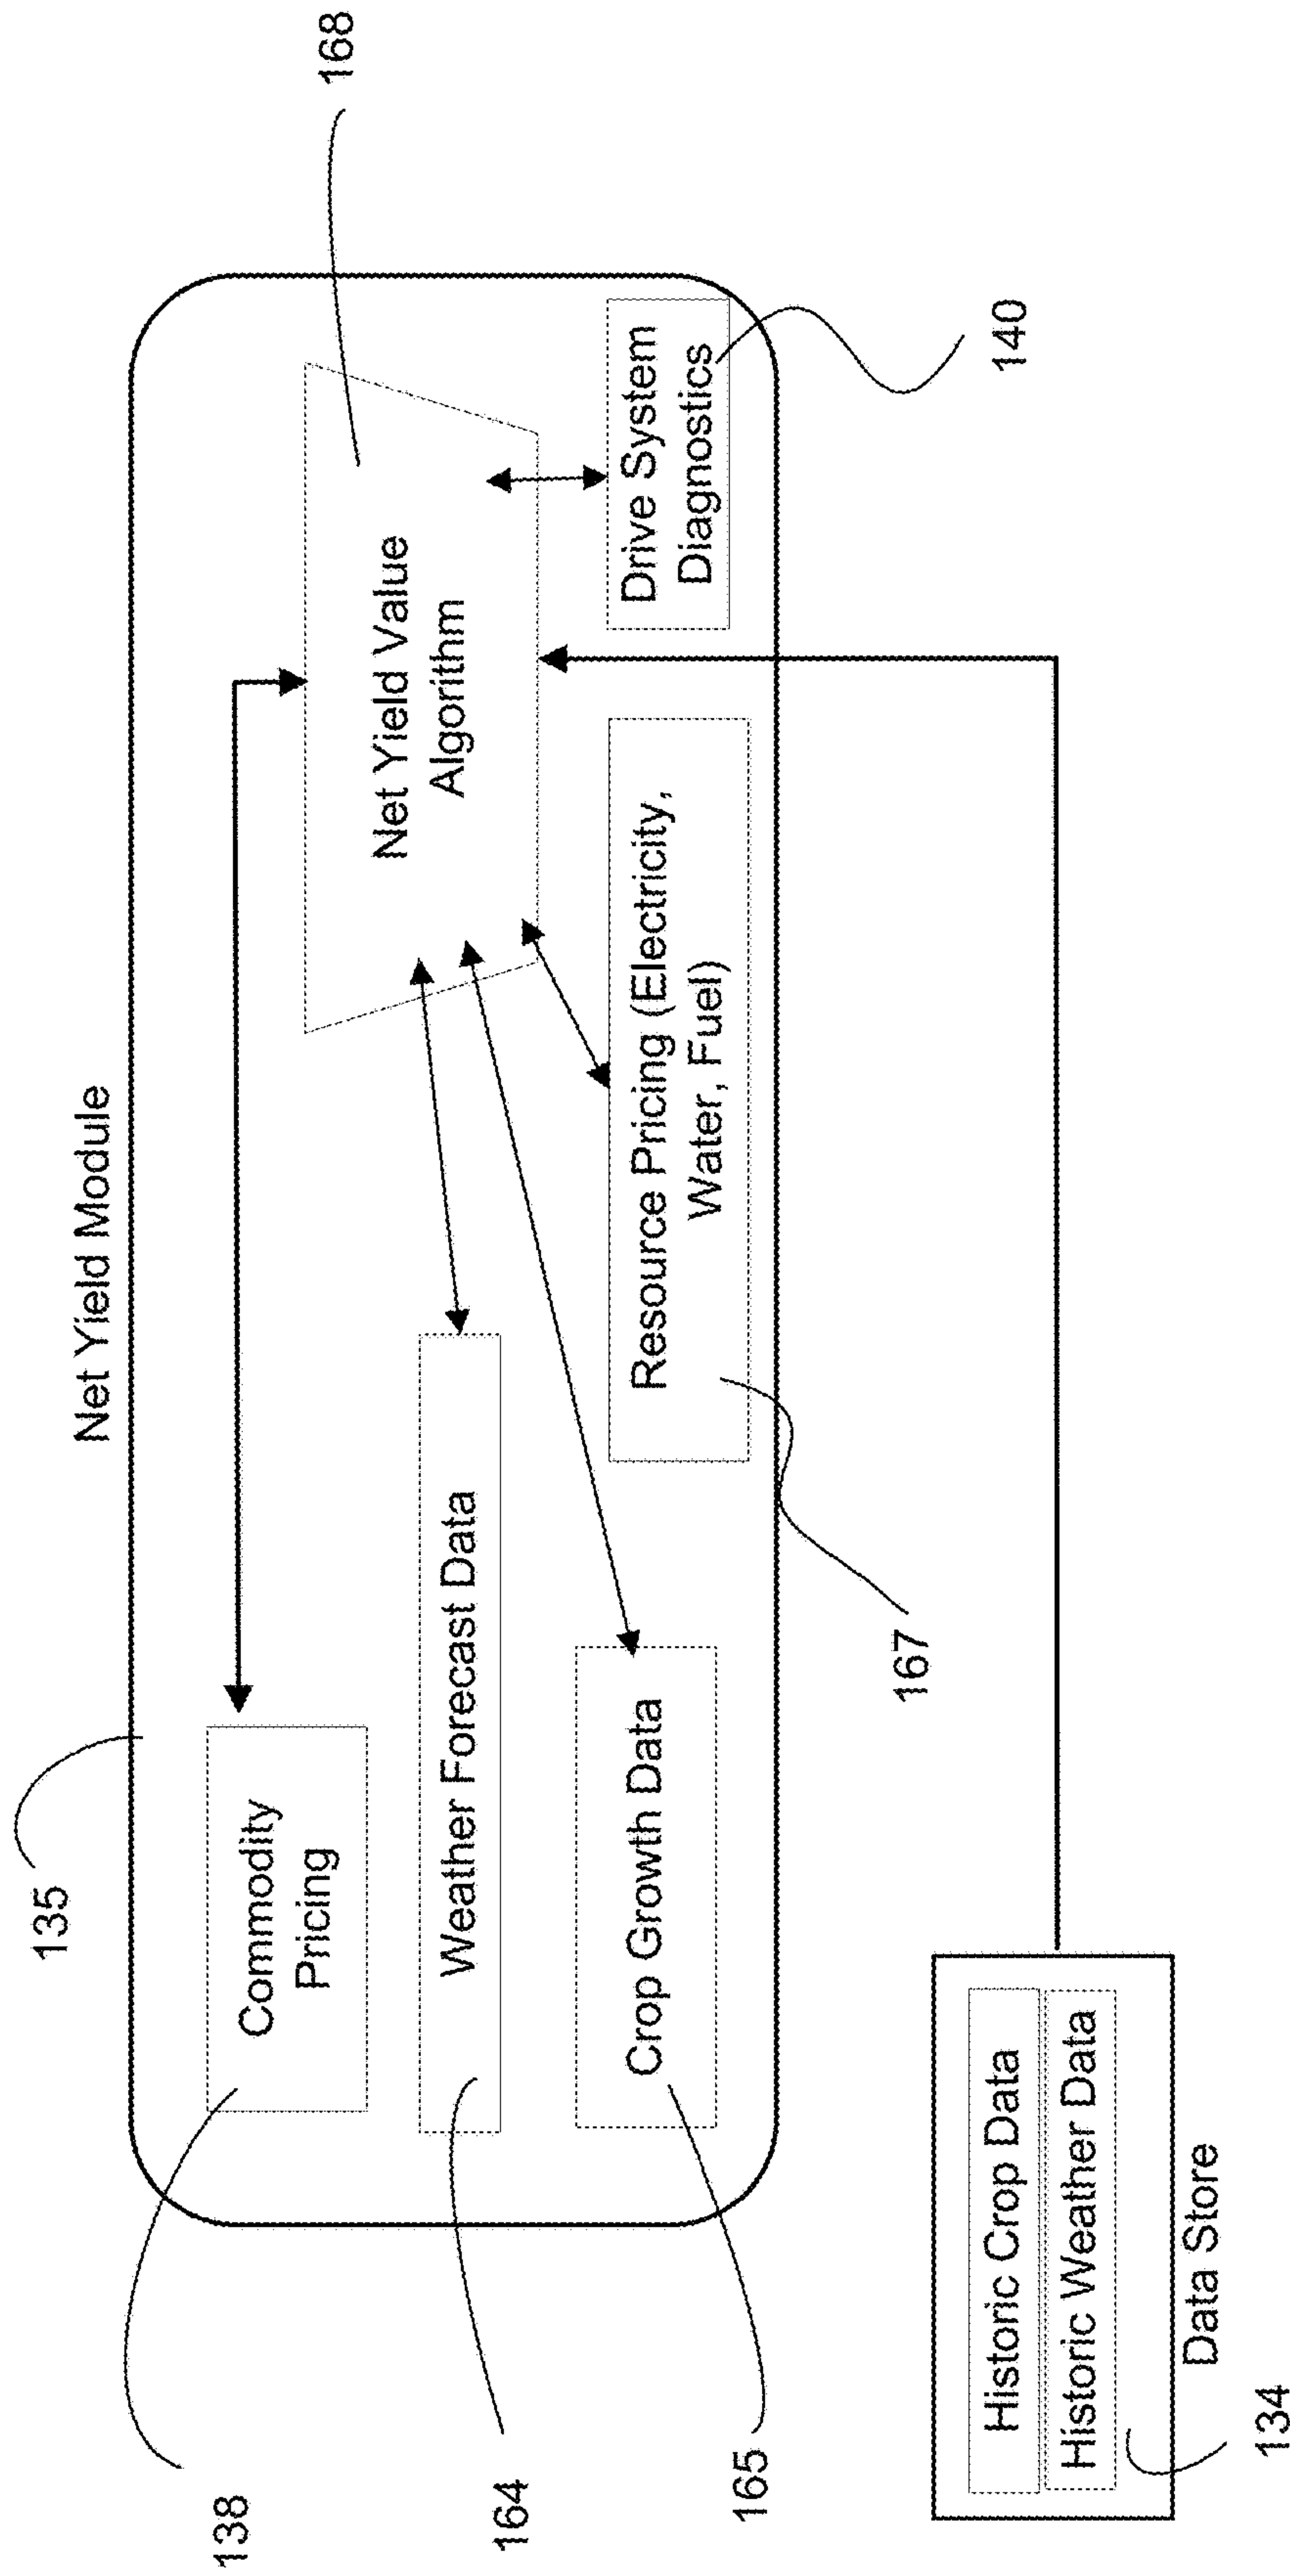 Net Yield Module
135
168
138
Commodity
Pricing
Net Yield Value
Algorithm
164
Weather Forecast Data
165
Crop Growth Data
Resource Pricing (Electricity,
Water, Fuel)
167
Drive System
Diagnostics
140
Historic Crop Data
Historic Weather Data
Data Store
134